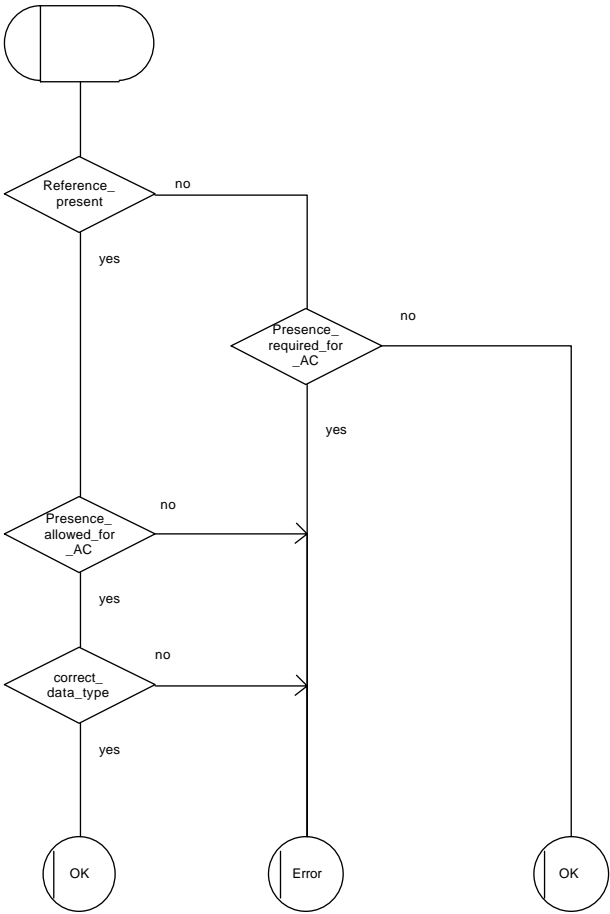 Reference_
present
no
yes
Presence_
required_for
_AC
no
yes
Presence_
allowed_for
_AC
no
yes
correct_
data_type
no
yes
OK
Error
OK